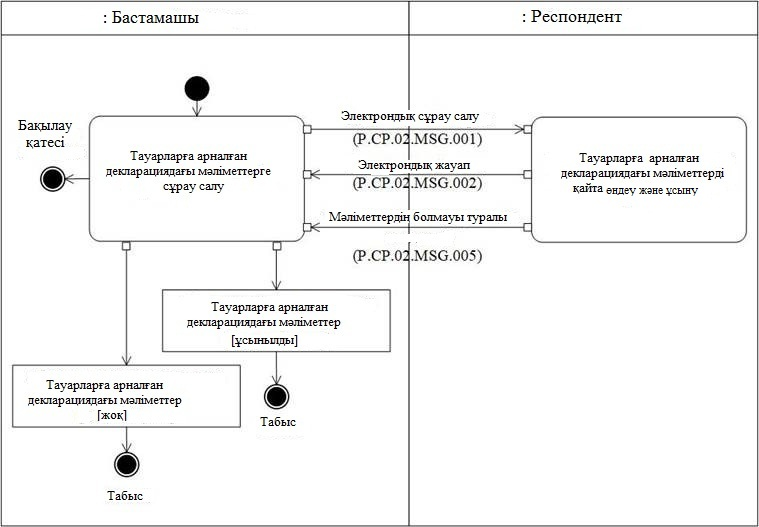 : Бастамашы
: Респондент
Бақылау
қатесі
Тауарларға арналған
декларациядағы мәліметтерге
сұрау салу
Электрондық сұрау салу
(P.CP.02.MSG.001)
Электрондық жауап
(P.CP.02.MSG.002)
Мәліметтердің болмауы туралы
(P.CP.02.MSG.005)
Тауарларға арналған
декларациядағы мәліметтерді
қайта өңдеу және ұсыну
Тауарларға арналған
декларациядағы мәліметтер
[ұсынылды]
Табыс
Тауарларға арналған
декларациядағы мәліметтер
[жоқ]
Табыс